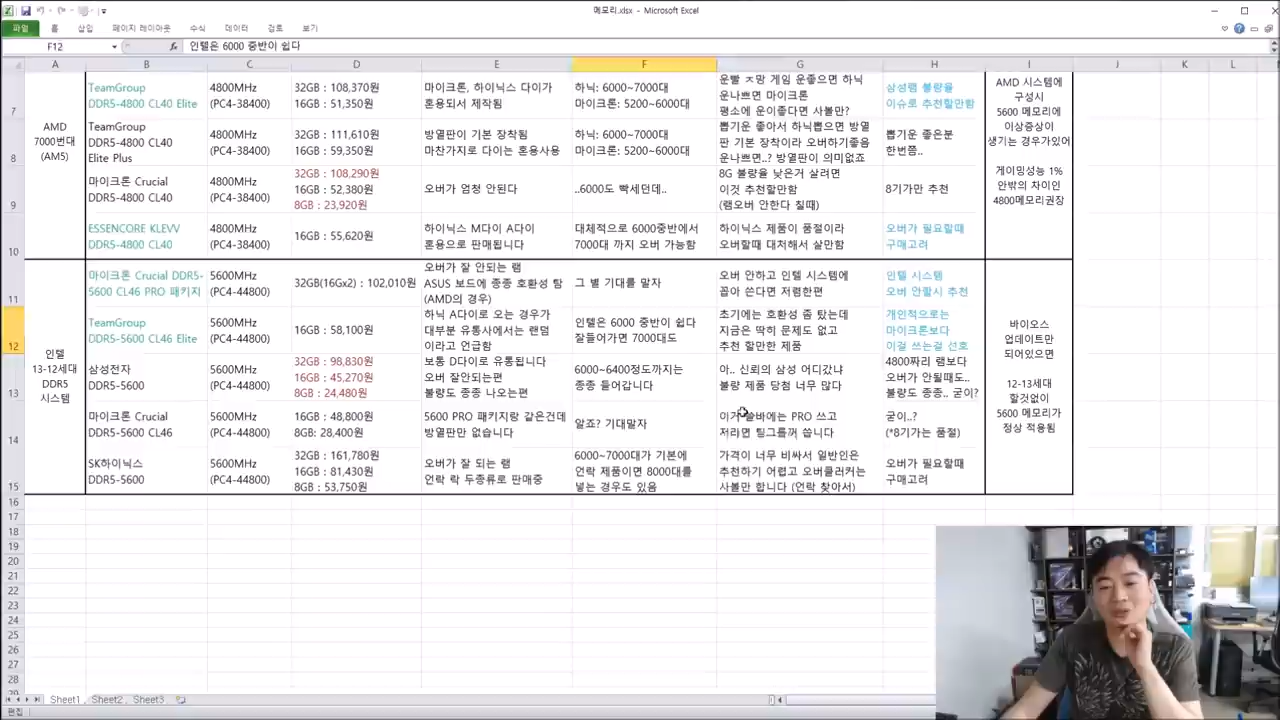 메모리.xlsx - Microsoft Excel
파일 홈 삽입 페이지 레이아웃 수식 데이터 검토 보기
F12 fx 인텔은 6000 중반이 쉽다
A B C D E F G H I J K L
7
8
9
10
11
12
13
14
15
16
17
18
19
20
21
22
23
24
25
26
27
28
AMD
7000번대
(AM5)
TeamGroup
DDR5-4800 CL40 Elite
4800MHz
(PC4-38400)
32GB : 108,370원
16GB : 51,350원
마이크론, 하이닉스 다이가
혼용되서 제작됨
하닉: 6000~7000대
마이크론: 5200~6000대
운빨 ㅈ망 게임 운좋으면 하닉
운나쁘면 마이크론
평소에 운이좋다면 사볼만?
삼성램 불량율
이슈로 추천할만함
TeamGroup
DDR5-4800 CL40
Elite Plus
4800MHz
(PC4-38400)
32GB : 111,610원
16GB : 55,520원
방열판이 기본 장착됨
마찬가지로 다이는 혼용사용
하닉: 6000~7000대
마이크론: 5200~6000대
뽑기운 좋아서 하닉뽑으면 방열
판 기본 장착이라 오버하기좋음
운나쁘면..? 방열판이 의미없죠
뽑기운 좋은분
한번쯤..
마이크론 Crucial
DDR5-4800 CL40
4800MHz
(PC4-38400)
32GB : 108,290원
16GB : 52,380원
8GB : 23,920원
오버가 엄청 안된다
..6000도 빡세던데..
8G 불량율 낮은거 살려면
이것 추천할만함
(램오버 안한다 칠때)
8기가만 추천
ESSENCORE KLEVV
DDR5-4800 CL40
4800MHz
(PC4-38400)
16GB : 55,620원
하이닉스 M다이 A다이
혼용으로 판매됩니다
대체적으로 6000중반에서
7000대 까지 오버 가능함
하이닉스 제품이 품절이라
오버할때 대처해서 살만함
오버가 필요할때
구매고려
AMD 시스템에
구성시
5600 메모리에
이상증상이
생기는 경우가있어
게이밍성능 1%
안밖의 차이인
4800메모리권장
인텔
13-12세대
DDR5
시스템
마이크론 Crucial DDR5-
5600 CL46 PRO 패키지
5600MHz
(PC4-44800)
32GB(16Gx2) : 102,010원
오버가 잘 안되는 램
ASUS 보드에 종종 호환성 탐
(AMD의 경우)
그 별 기대를 말자
오버 안하고 인텔 시스템에
꼽아 쓴다면 저렴한편
인텔 시스템
오버 안할시 추천
TeamGroup
DDR5-5600 CL46 Elite
5600MHz
(PC4-44800)
16GB : 58,100원
하닉 A다이로 오는 경우가
대부분 유통사에서는 랜덤
이라고 언급함
인텔은 6000 중반이 쉽다
잘들어가면 7000대도
초기에는 호환성 좀 탔는데
지금은 딱히 문제도 없고
추천 할만한 제품
개인적으로는
마이크론보다
이걸 쓰는걸 선호
삼성전자
DDR5-5600
5600MHz
(PC4-44800)
32GB : 98,830원
16GB : 45,270원
8GB : 24,480원
보통 D다이로 유통됩니다
오버 잘안되는편
불량도 종종 나오는편
6000~6400정도까지는
종종 들어갑니다
아.. 신뢰의 삼성 어디갔냐
불량 제품 당첨 너무 많다
4800짜리 램보다
오버가 안될때도..
불량도 종종.. 굳이?
마이크론 Crucial
DDR5-5600 CL46
5600MHz
(PC4-44800)
16GB : 48,800원
8GB: 28,400원
5600 PRO 패키지랑 같은건데
방열판만 없습니다
알죠? 기대말자
이거 쓸바에는 PRO 쓰고
저라면 팀그룹꺼 씁니다
굳이..?
(*8기가는 품절)
SK하이닉스
DDR5-5600
5600MHz
(PC4-44800)
32GB : 161,780원
16GB : 81,430원
8GB : 53,750원
오버가 잘 되는 램
언락 락 두종류로 판매중
6000~7000대가 기본에
언락 제품이면 8000대를
넣는 경우도 있음
가격이 너무 비싸서 일반인은
추천하기 어렵고 오버클러커는
사볼만 합니다 (언락 찾아서)
오버가 필요할때
구매고려
바이오스
업데이트만
되어있으면
12-13세대
할것없이
5600 메모리가
정상 적용됨
Sheet1 Sheet2 Sheet3
편집